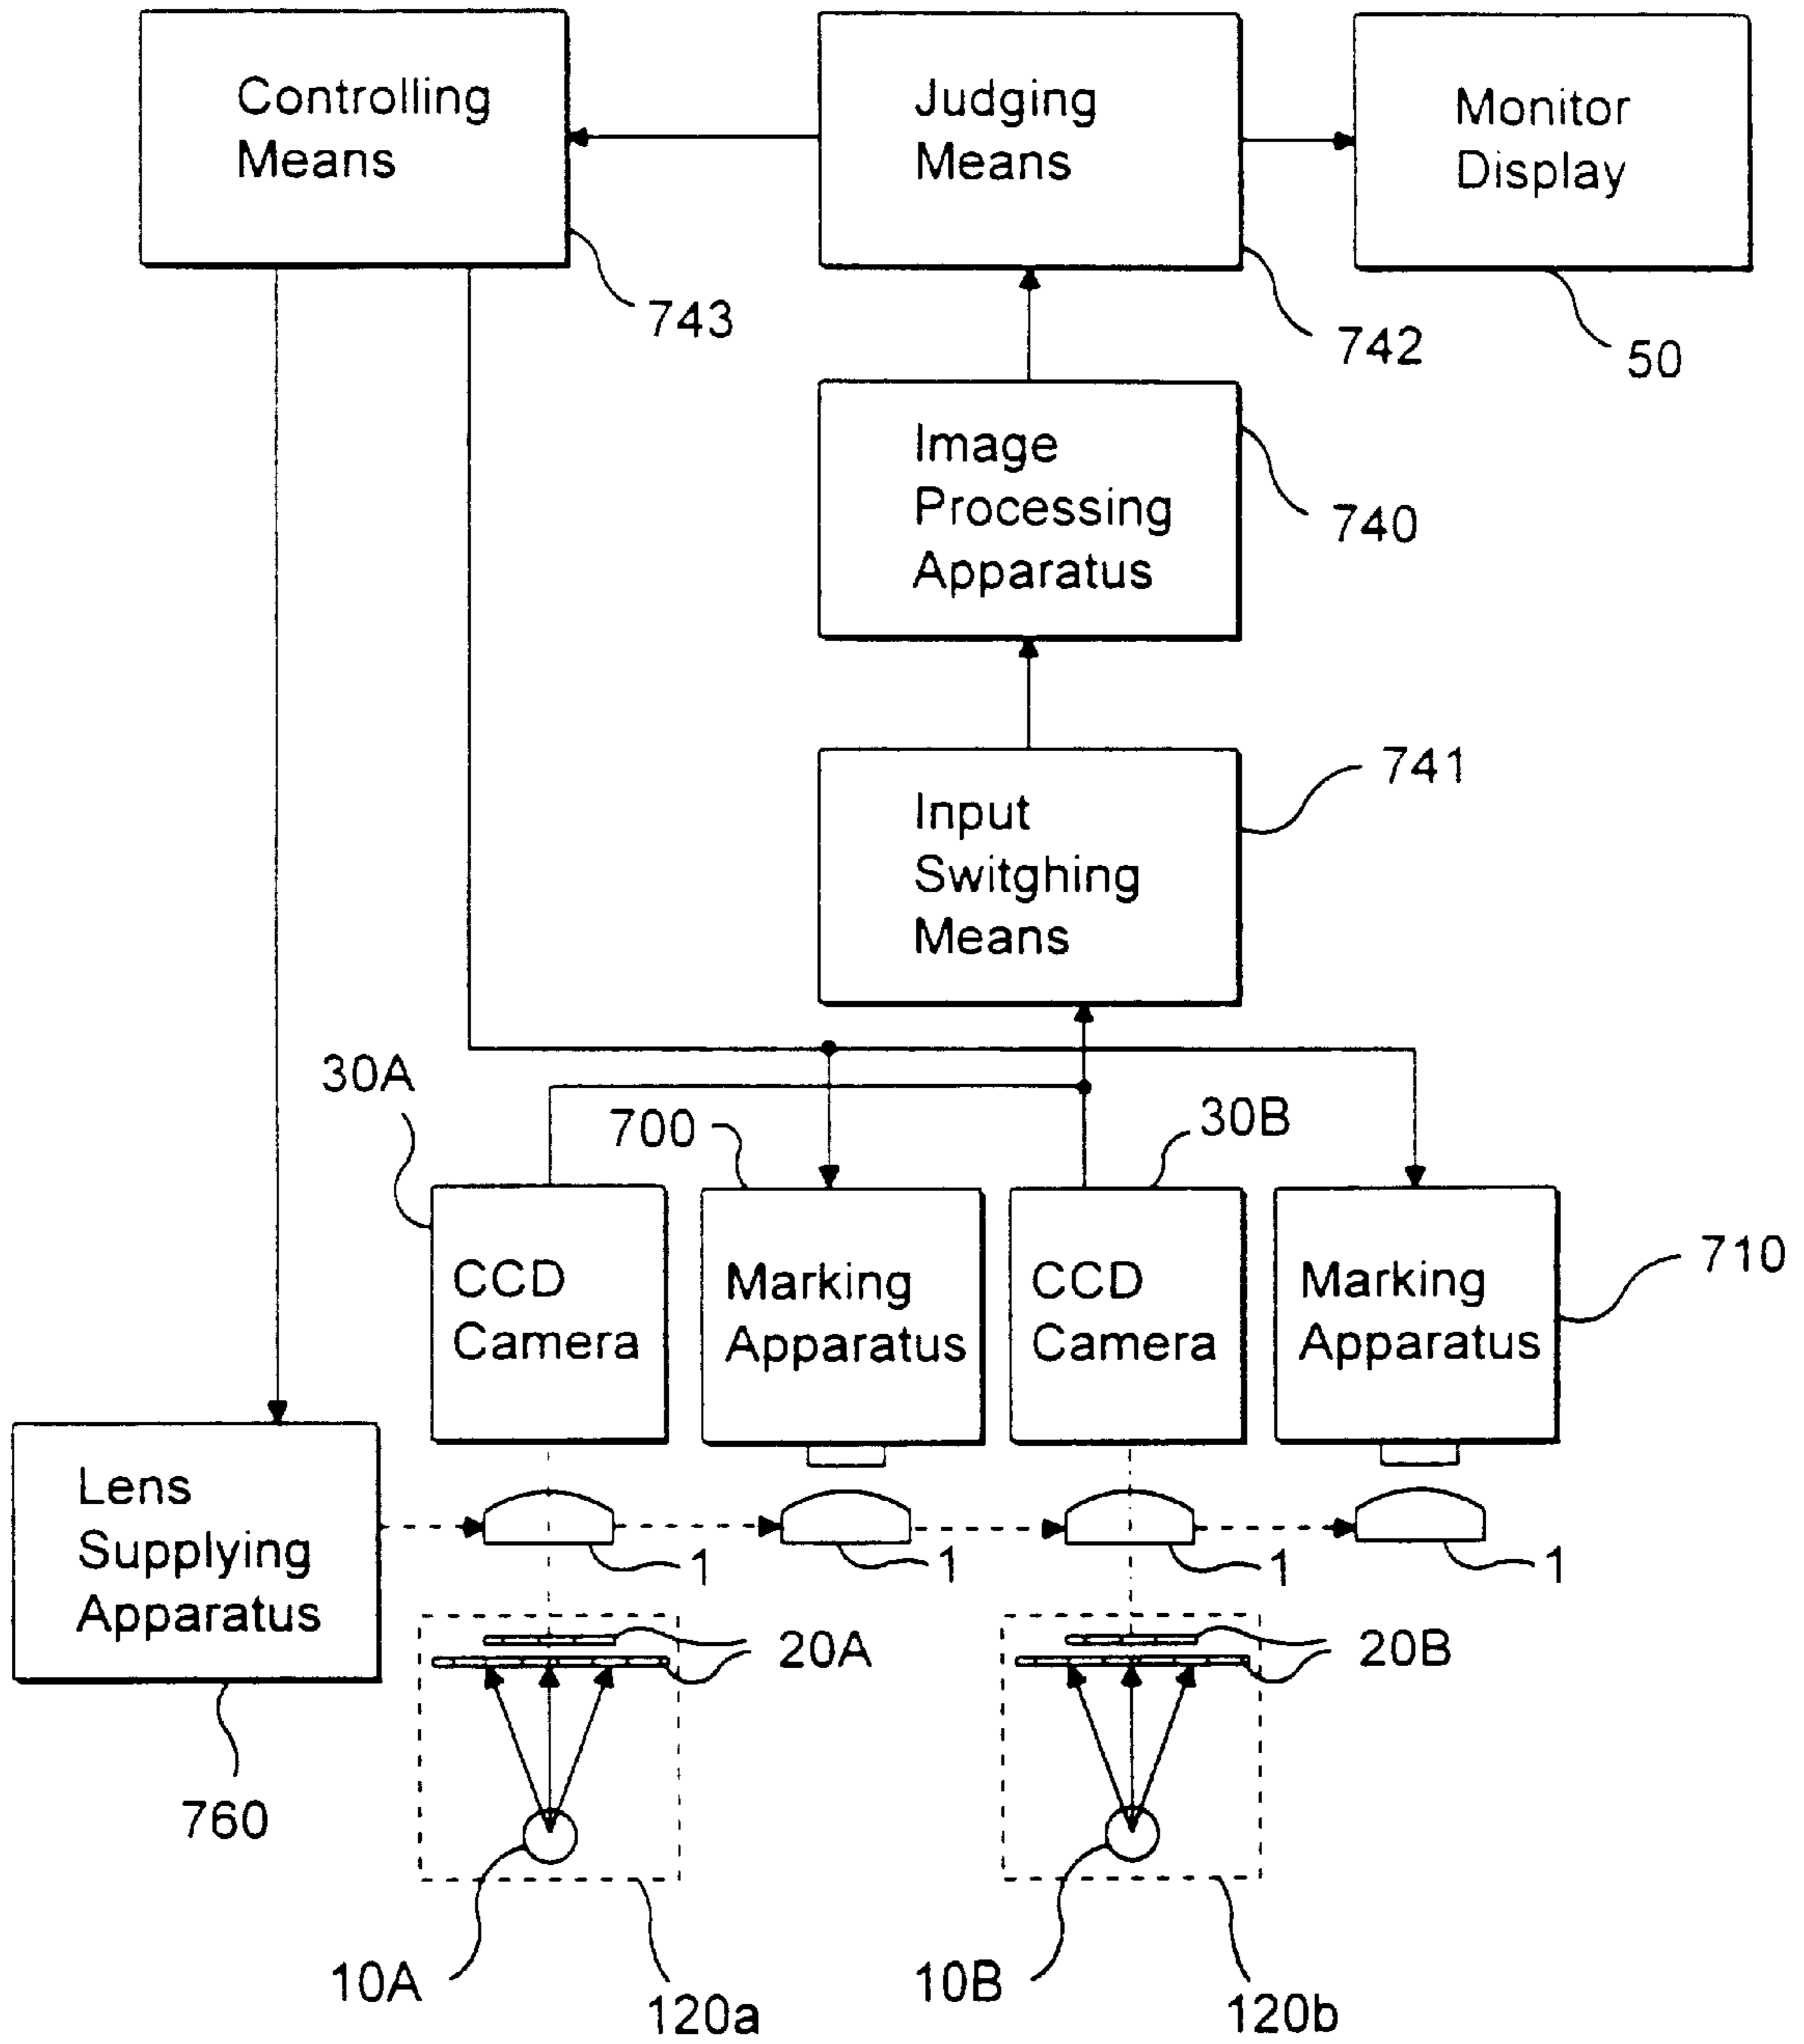 Controlling
Means
Judging
Means
Monitor
Display
743
742
50
Image
Processing
Apparatus
740
Input
Switghing
Means
741
30A
700
30B
CCD
Camera
Marking
Apparatus
CCD
Camera
Marking
Apparatus
710
Lens
Supplying
Apparatus
1
1
1
1
20A
20B
760
10A
120a
10B
120b